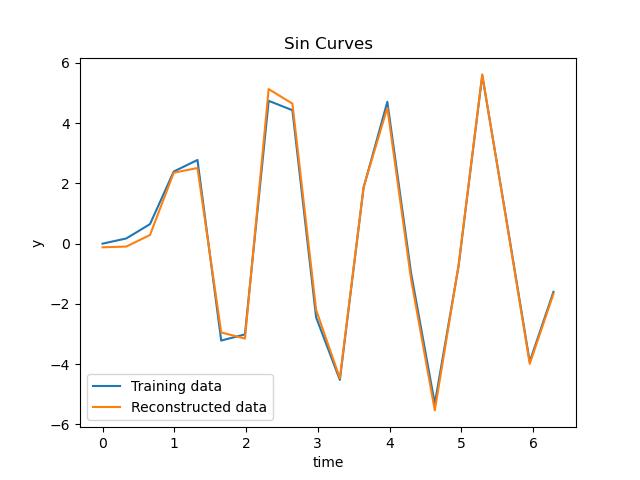 Sin Curves
6
4
2
0
−2
−4
−6
y
Training data
Reconstructed data
0 1 2 3 4 5 6
time